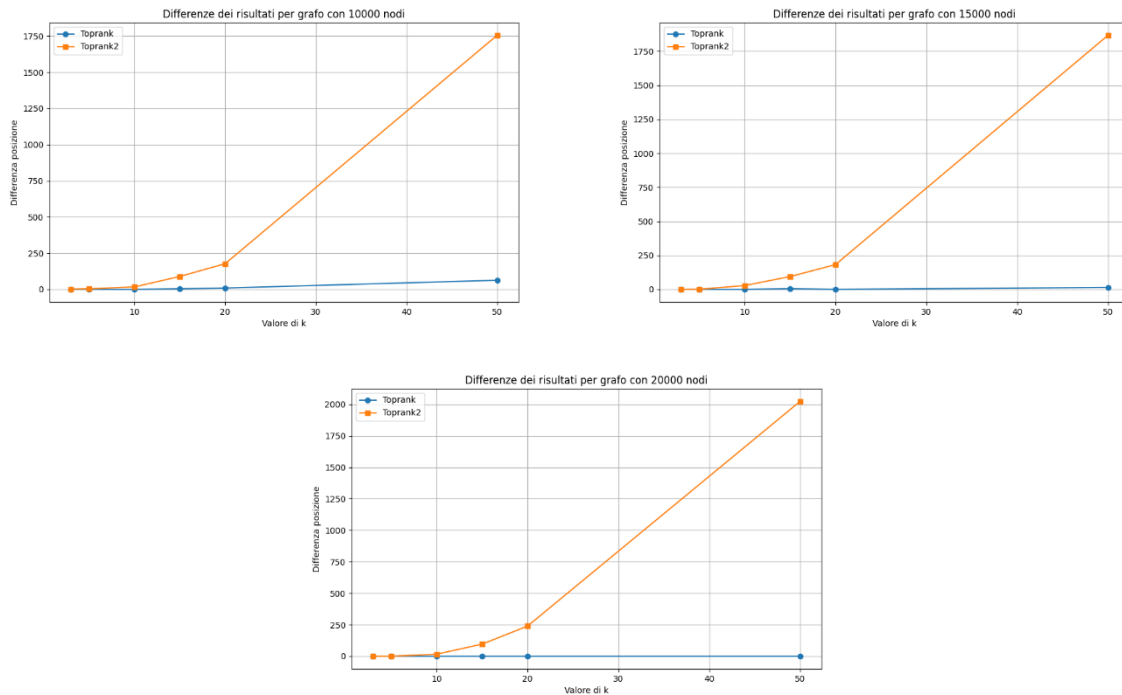 Differenze dei risultati per grafo con 10000 nodi
Toprank
Toprank2
Differenza posizione
1750
1500
1250
1000
750
500
250
0
10
20
30
40
50
Valore di k
Differenze dei risultati per grafo con 15000 nodi
Toprank
Toprank2
Differenza posizione
1750
1500
1250
1000
750
500
250
0
10
20
30
40
50
Valore di k
Differenze dei risultati per grafo con 20000 nodi
Toprank
Toprank2
Differenza posizione
2000
1750
1500
1250
1000
750
500
250
0
10
20
30
40
50
Valore di k